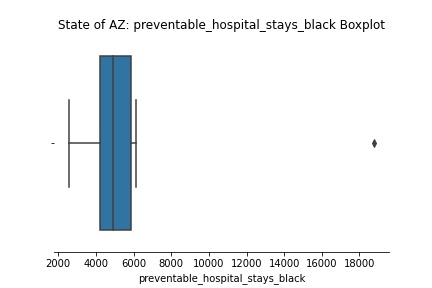 State of AZ: preventable_hospital_stays_black Boxplot
2000 4000 6000 8000 10000 12000 14000 16000 18000
preventable_hospital_stays_black